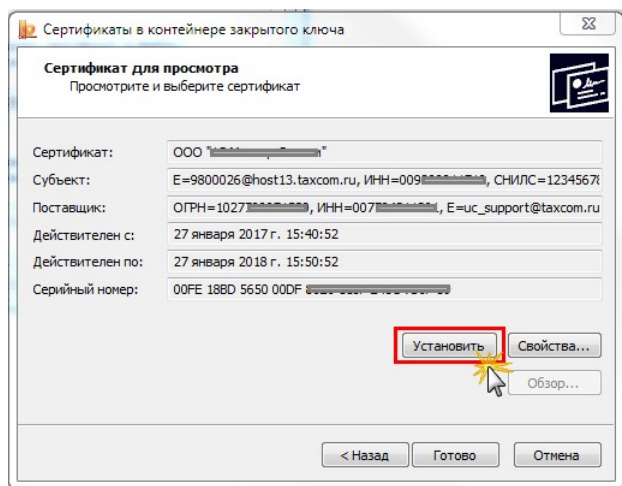 Сертификаты в контейнере закрытого ключа
Сертификат для просмотра
Просмотрите и выберите сертификат
Сертификат: ООО "
Субъект: E=9800026@host13.taxcom.ru, ИНН=009 , СНИЛС=12345678
Поставщик: ОГРН=1027 , ИНН=007 , E=uc_support@taxcom.ru
Действителен с: 27 января 2017 г. 15:40:52
Действителен по: 27 января 2018 г. 15:50:52
Серийный номер: 00FE 18BD 5650 00DF
Установить Свойства...
Обзор...
< Назад Готово Отмена